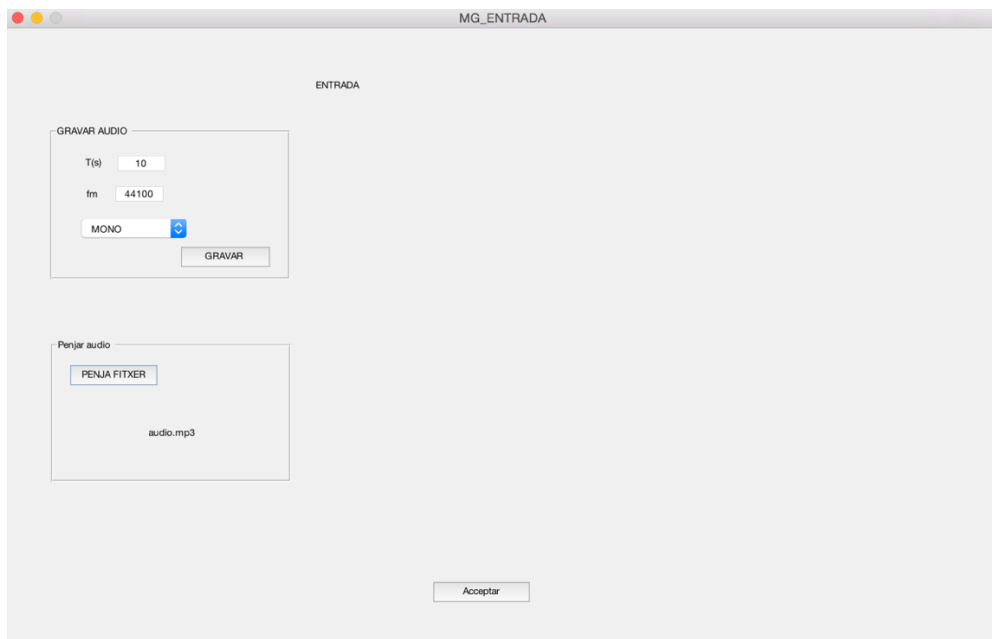 MG_ENTRADA
ENTRADA
GRAVAR AUDIO
T(s) 10
fm 44100
MONO
GRAVAR
Penjar audio
PENJA FITXER
audio.mp3
Acceptar